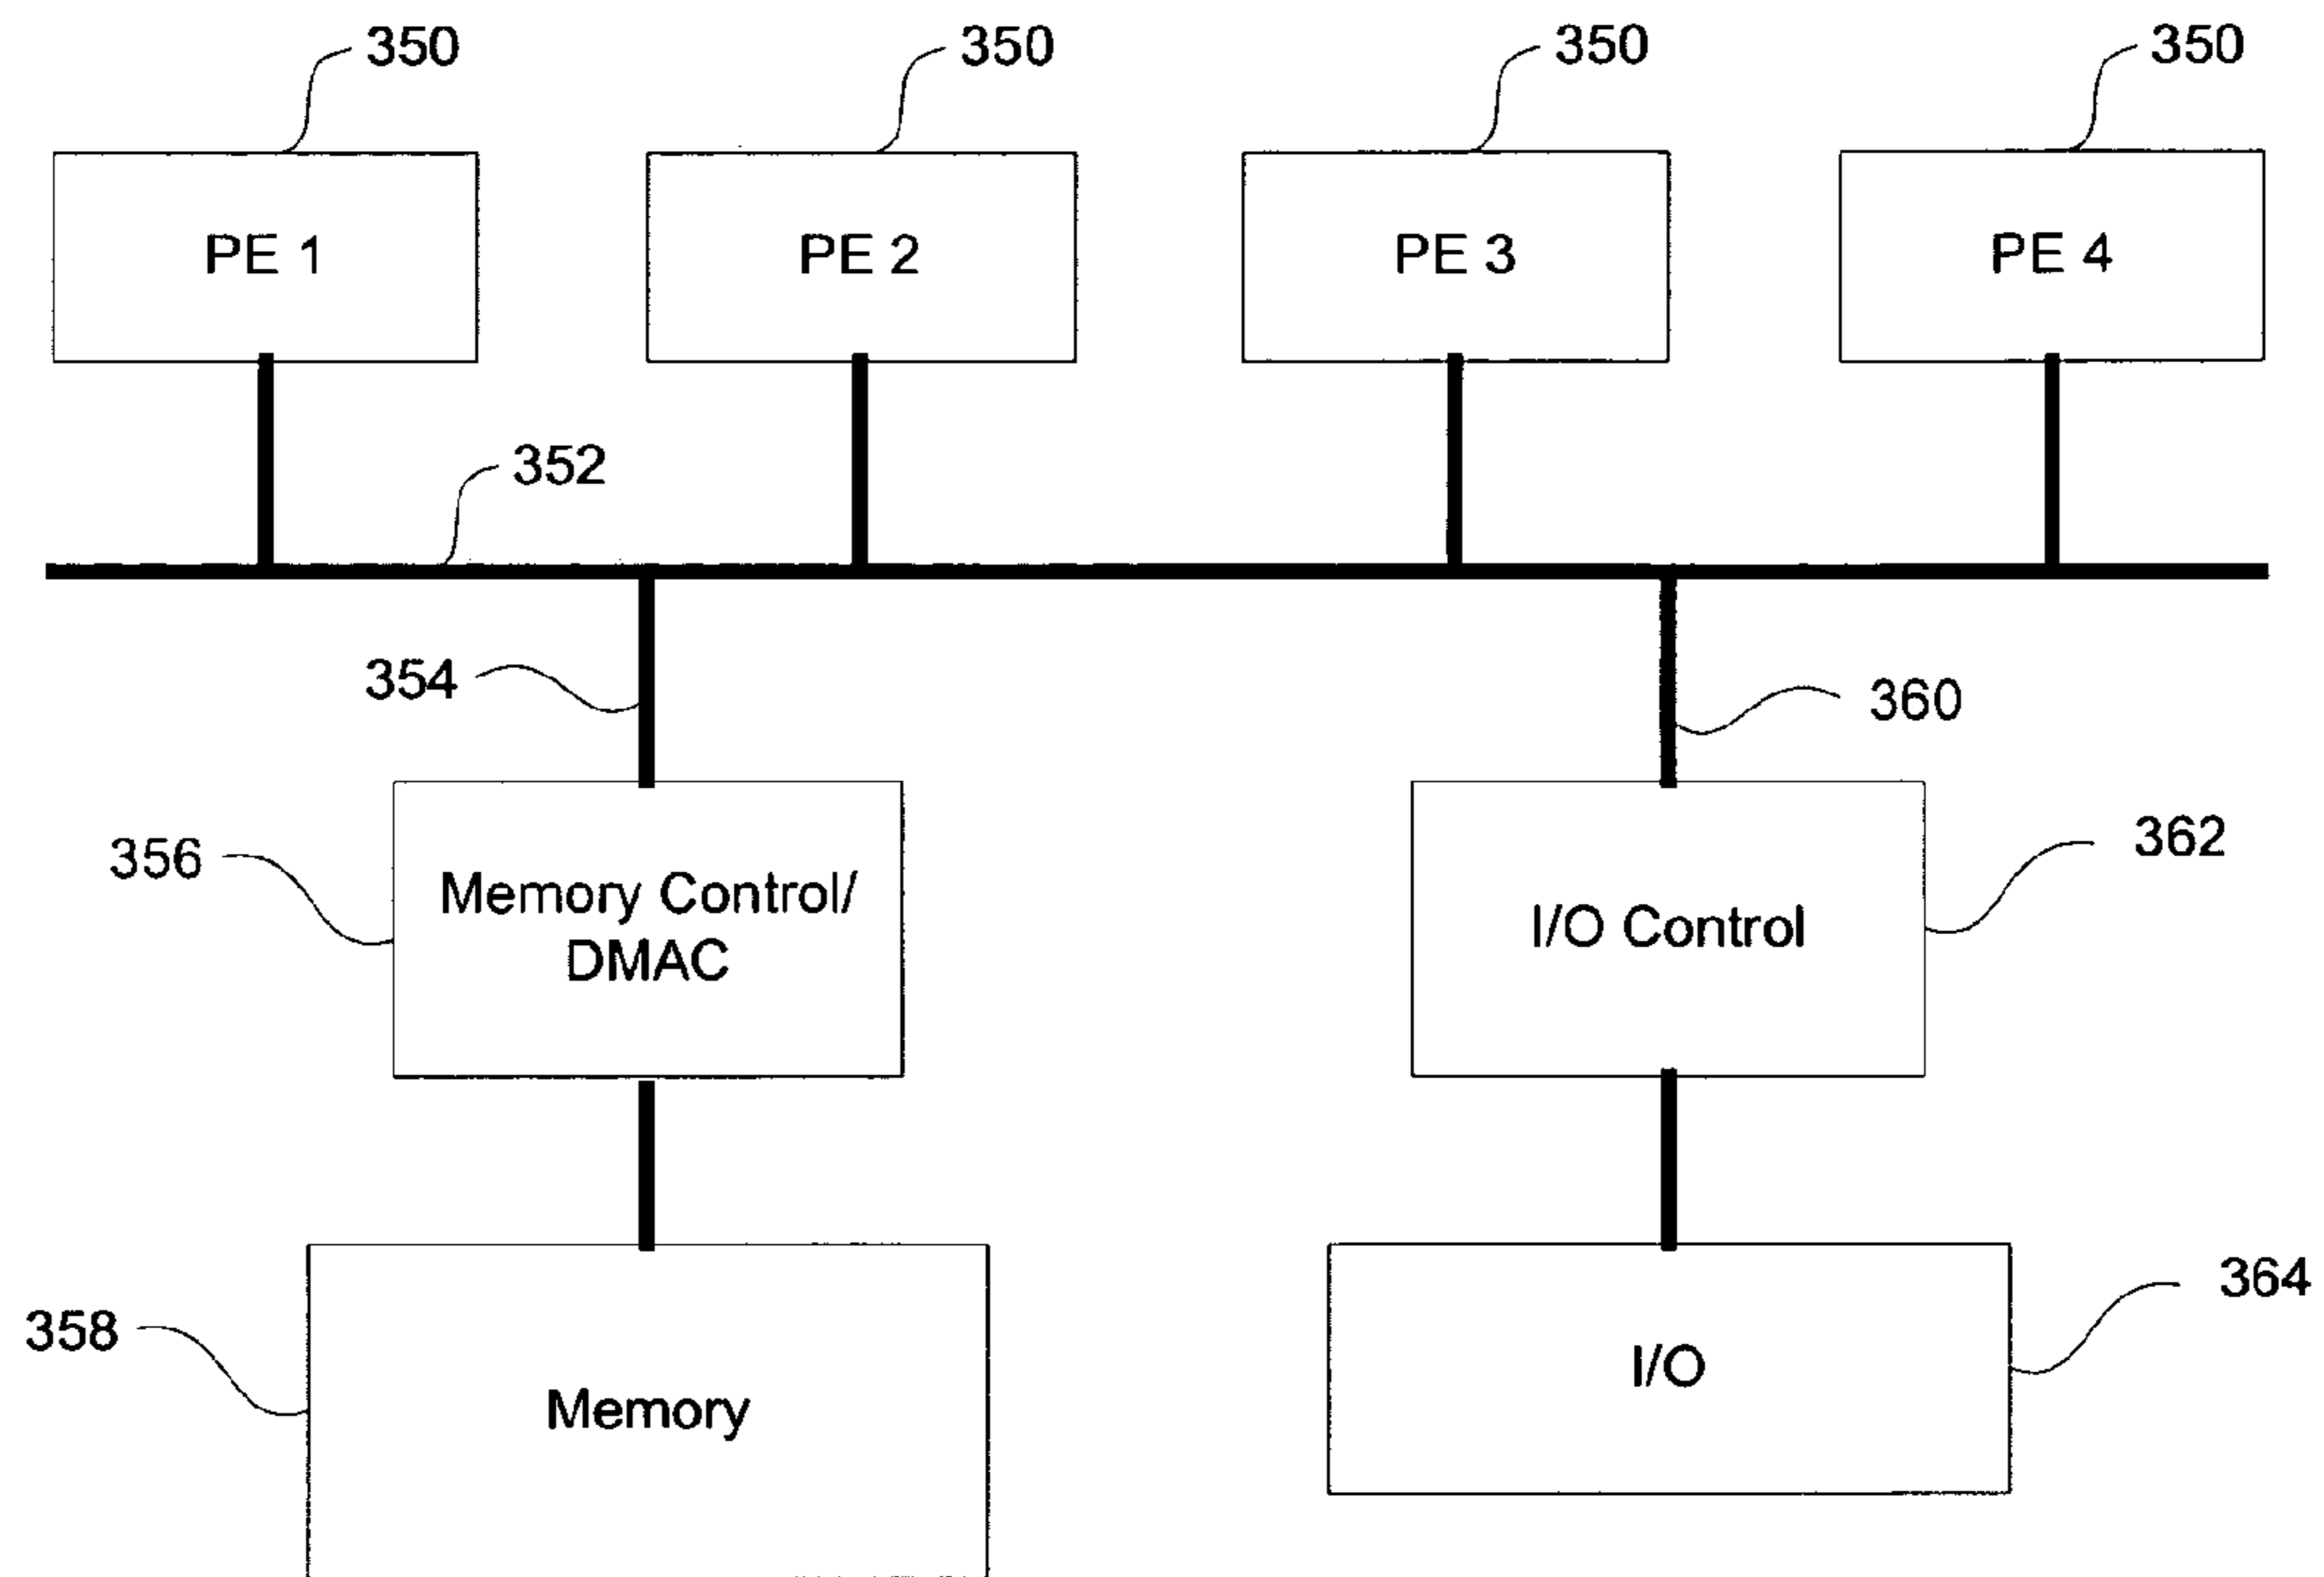 350
350
350
350
PE 1
PE 2
PE 3
PE 4
352
354
360
356
Memory Control/
DMAC
I/O Control
362
358
Memory
I/O
364